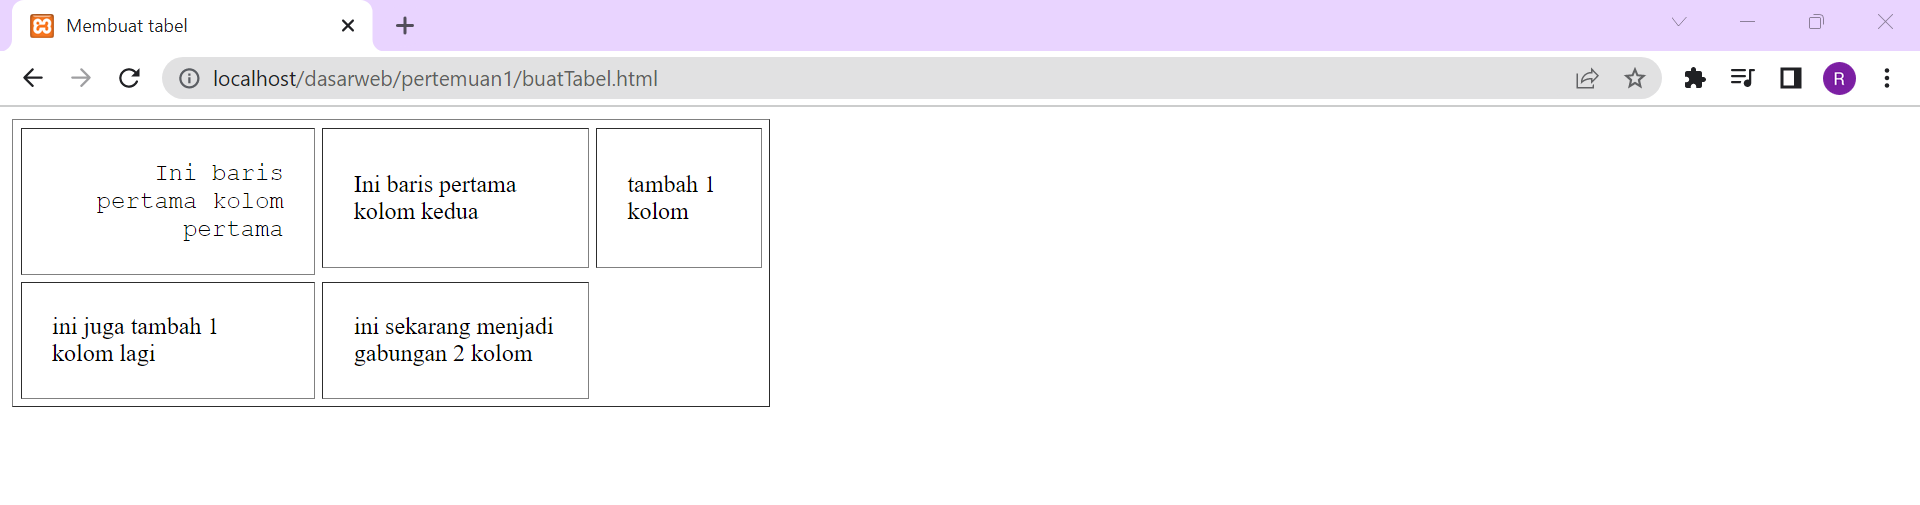 Membuat tabel
localhost/dasarweb/pertemuan1/buatTabel.html
R
Ini baris
pertama kolom
pertama
Ini baris pertama
kolom kedua
tambah 1
kolom
ini juga tambah 1
kolom lagi
ini sekarang menjadi
gabungan 2 kolom